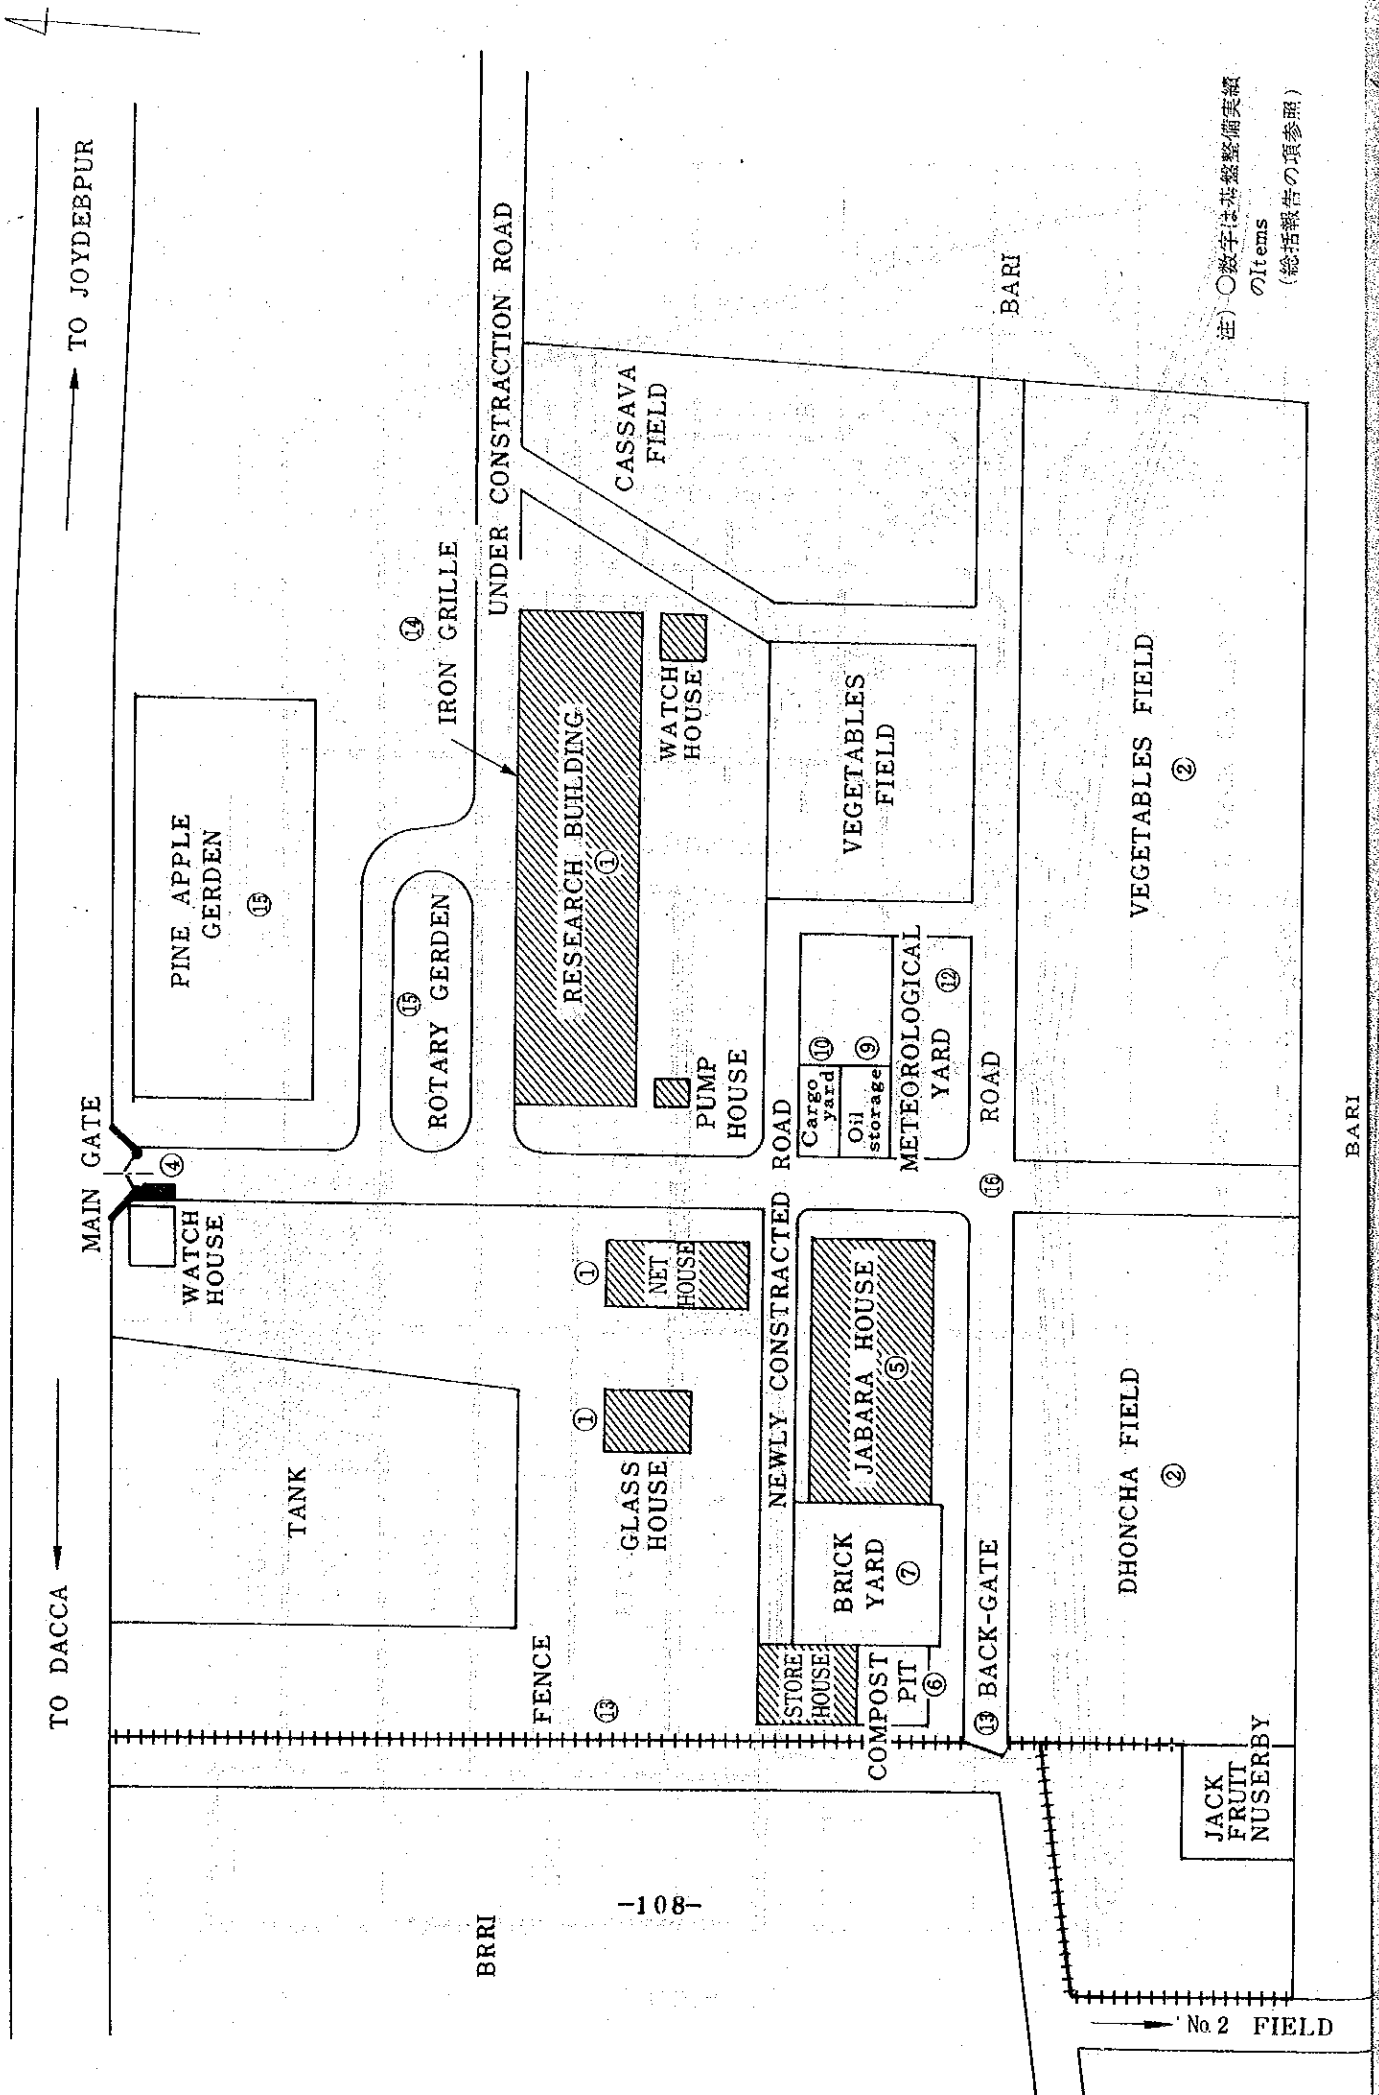 TO DACCA
TO JOYDEBPUR
MAIN GATE
④
WATCH
HOUSE
PINE APPLE
GERDEN
⑮
TANK
⑮
ROTARY GERDEN
⑭
IRON GRILLE
UNDER CONSTRACTION ROAD
FENCE
⑬
①
GLASS
HOUSE
①
NET
HOUSE
RESEARCH BUILDING
①
WATCH
HOUSE
PUMP
HOUSE
CASSAVA
FIELD
NEWLY CONSTRACTED ROAD
STORE
HOUSE
COMPOST
PIT
⑥
BRICK
YARD
⑦
JABARA HOUSE
⑤
Cargo
yard
⑩
Oil
storage
⑨
METEOROLOGICAL
YARD
⑫
VEGETABLES
FIELD
⑬ BACK-GATE
⑯
ROAD
BARI
DHONCHA FIELD
②
VEGETABLES FIELD
②
JACK
FRUIT
NUSERBY
BRRI
No.2 FIELD
BARI
注) ○数字は基盤整備実績
のItems
(総括報告の項参照)
-108-